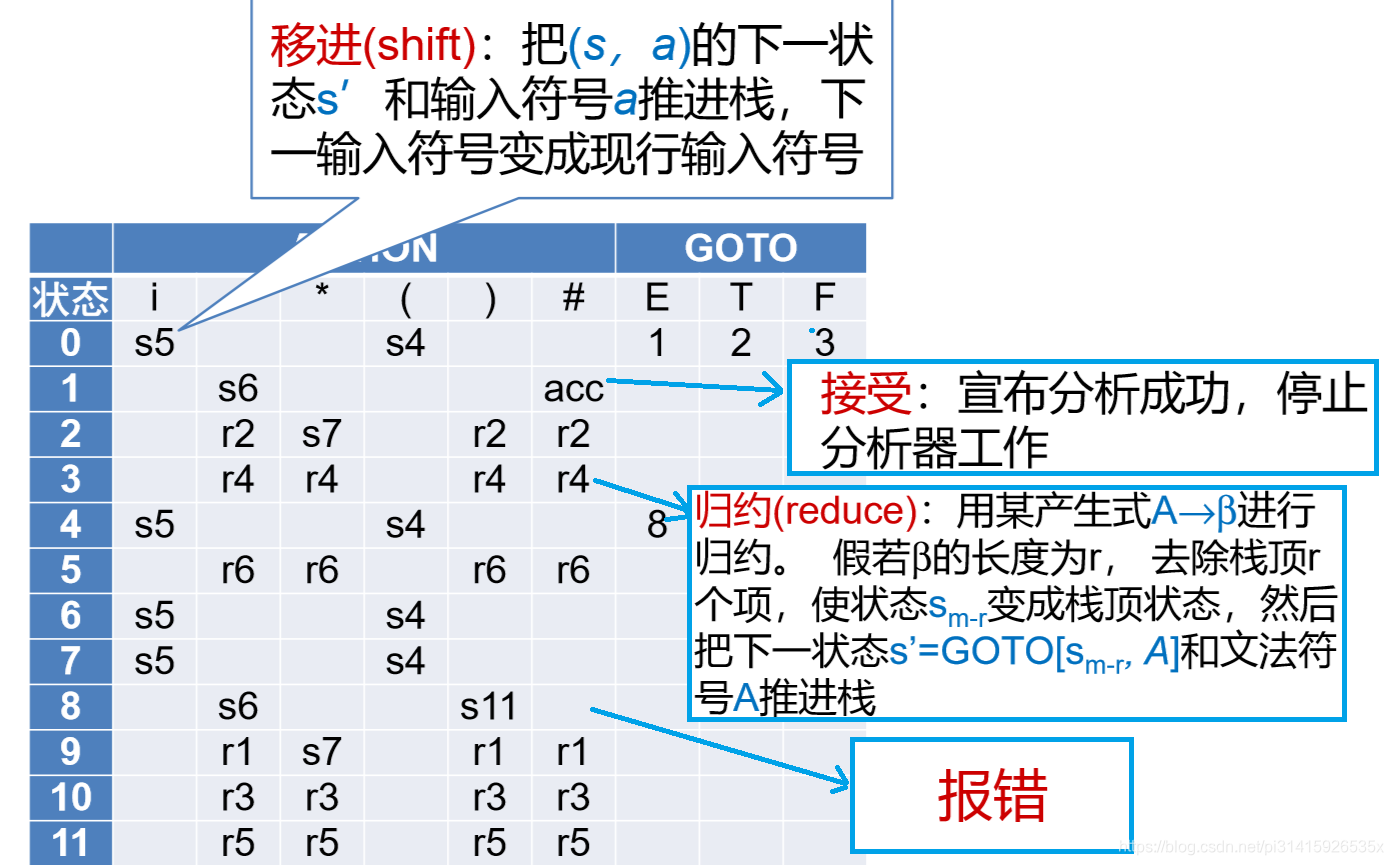 移进(shift)：把(s，a)的下一状
态s’ 和输入符号a推进栈，下
一输入符号变成现行输入符号
GOTO
状态 i * ( ) # E T F
0 s5 s4 1 2 3
1 s6 acc
2 r2 s7 r2 r2
3 r4 r4 r4 r4
4 s5 s4 8
5 r6 r6 r6 r6
6 s5 s4
7 s5 s4
8 s6 s11
9 r1 s7 r1 r1
10 r3 r3 r3 r3
11 r5 r5 r5 r5
接受：宣布分析成功，停止
分析器工作
归约(reduce)：用某产生式A→β进行
归约。 假若β的长度为r， 去除栈顶r
个项，使状态sm-r变成栈顶状态，然后
把下一状态s’=GOTO[sm-r, A]和文法符
号A推进栈
报错
https://blog.csdn.net/pi31415926535x